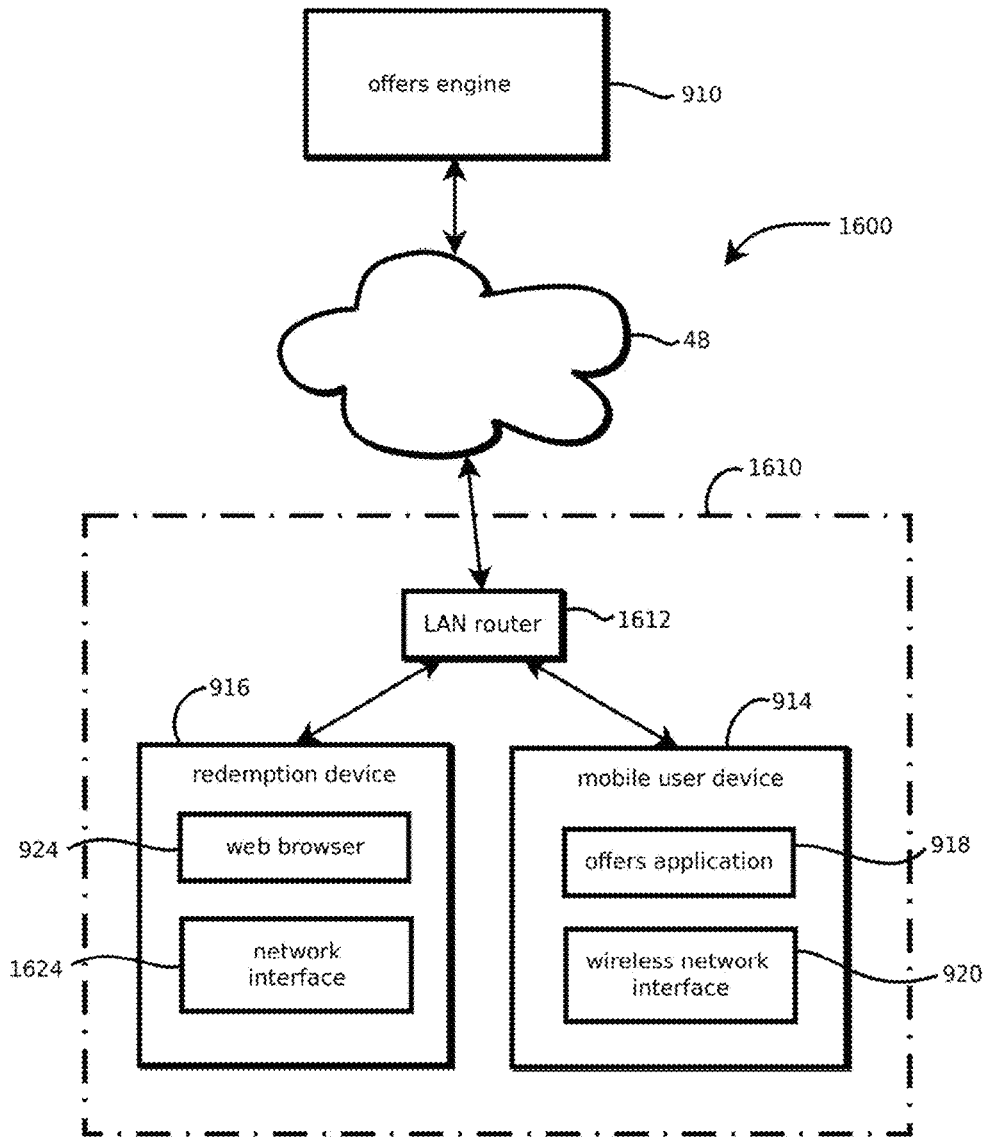 offers engine
910
1600
48
1610
LAN router
1612
916
914
redemption device
mobile user device
web browser
924
offers application
918
network
interface
1624
wireless network
interface
920